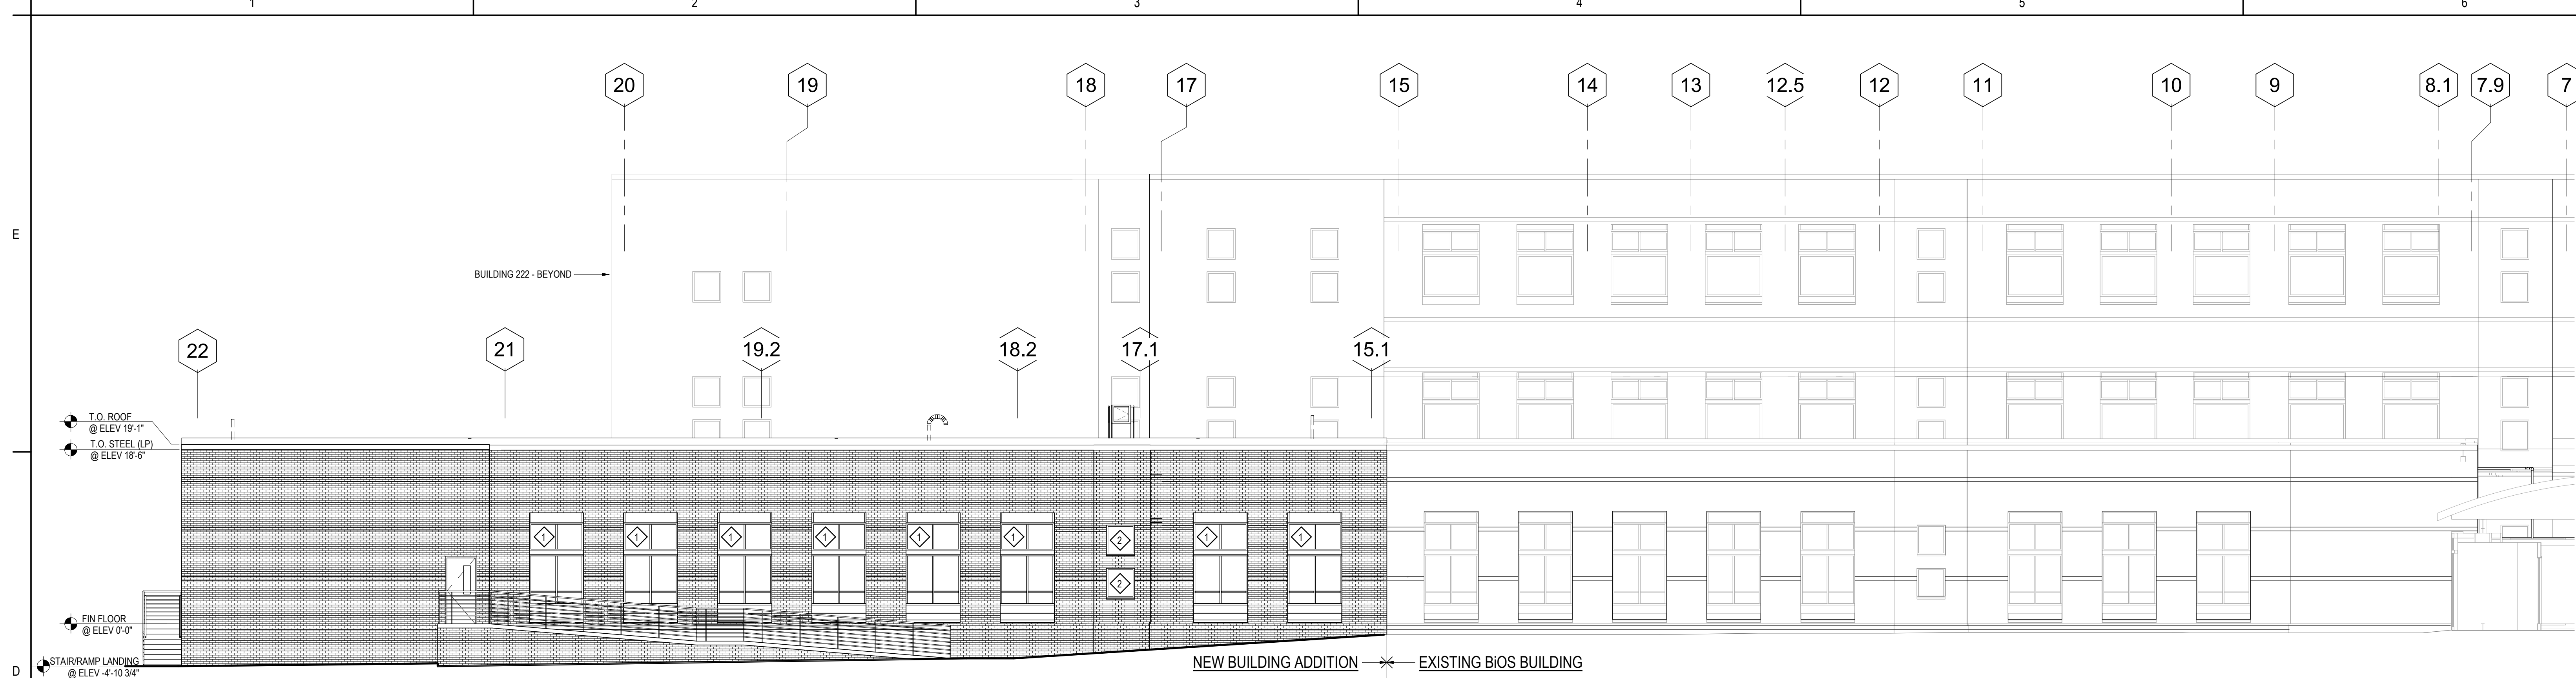 1 2 3 4 5 6
20 19 18 17 15 14 13 12.5 12 11 10 9 8.1 7.9 7
E
BUILDING 222 - BEYOND
22 21 19.2 18.2 17.1 15.1
T.O. ROOF
@ ELEV 19'-1"
T.O. STEEL (LP)
@ ELEV 18'-6"
1 1 1 1 1 1 2 1 1
2
FIN FLOOR
@ ELEV 0'-0"
STAIR/RAMP LANDING
@ ELEV -4'-10 3/4"
NEW BUILDING ADDITION EXISTING BiOS BUILDING
D